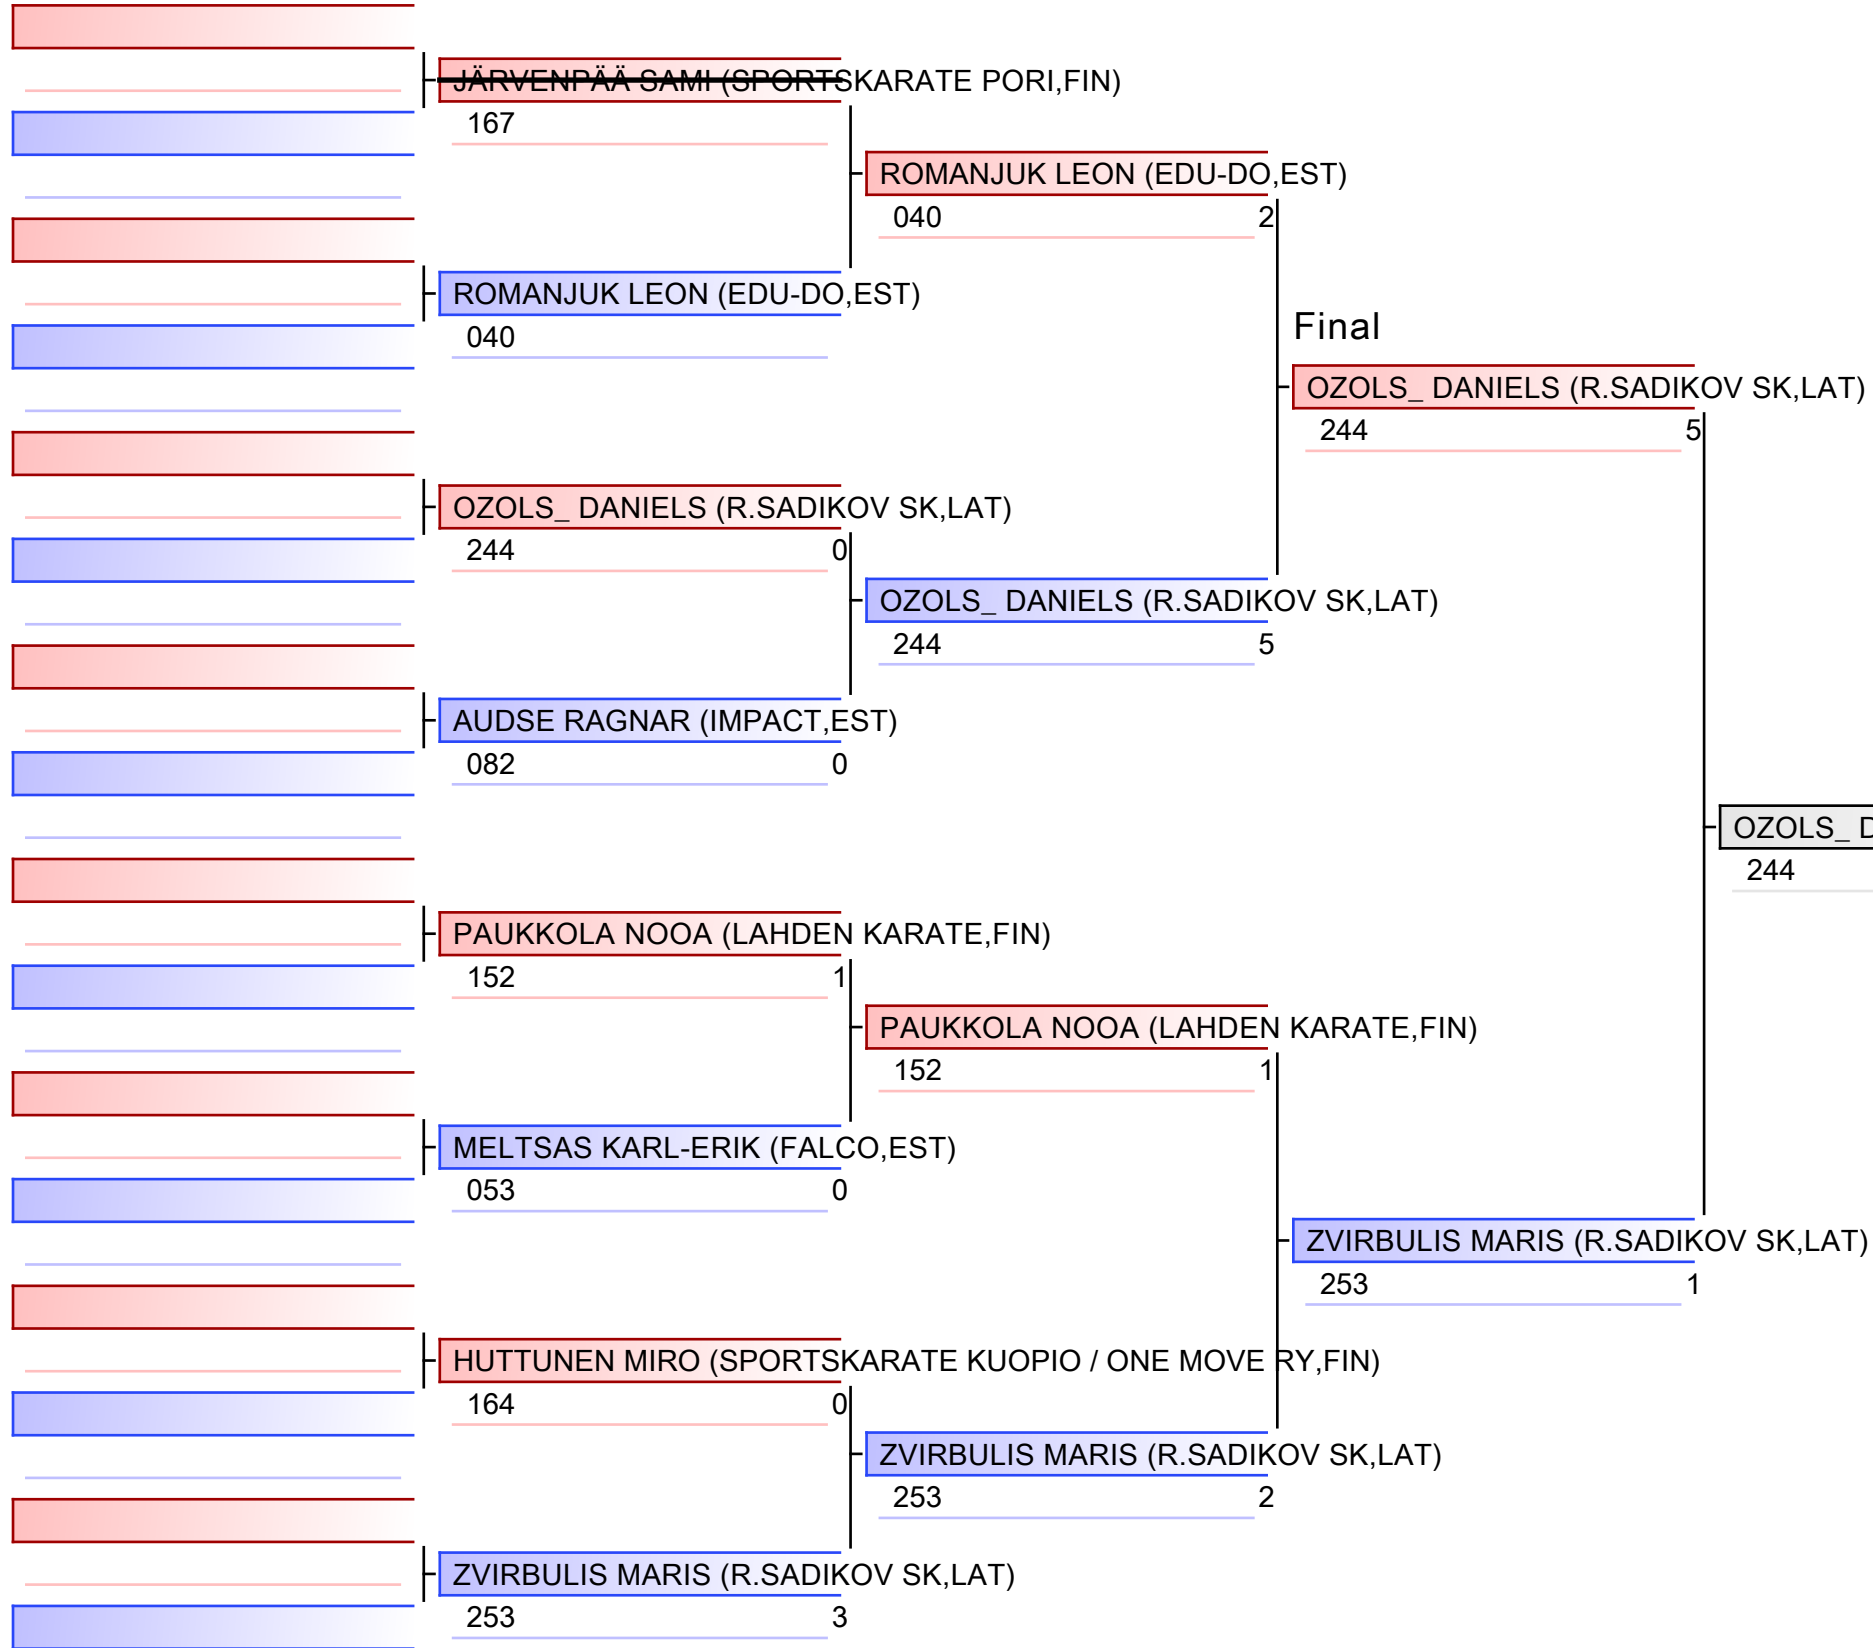 JÄRVENPÄÄ SAMI (SPORTSKARATE PORI,FIN)
167
ROMANJUK LEON (EDU-DO,EST)
040 2
ROMANJUK LEON (EDU-DO,EST)
040
Final
OZOLS_ DANIELS (R.SADIKOV SK,LAT)
244 5
OZOLS_ DANIELS (R.SADIKOV SK,LAT)
244 0
OZOLS_ DANIELS (R.SADIKOV SK,LAT)
244 5
AUDSE RAGNAR (IMPACT,EST)
082 0
OZOLS_ D
244
PAUKKOLA NOOA (LAHDEN KARATE,FIN)
152 1
PAUKKOLA NOOA (LAHDEN KARATE,FIN)
152 1
MELTSAS KARL-ERIK (FALCO,EST)
053 0
ZVIRBULIS MARIS (R.SADIKOV SK,LAT)
253 1
HUTTUNEN MIRO (SPORTSKARATE KUOPIO / ONE MOVE RY,FIN)
164 0
ZVIRBULIS MARIS (R.SADIKOV SK,LAT)
253 2
ZVIRBULIS MARIS (R.SADIKOV SK,LAT)
253 3